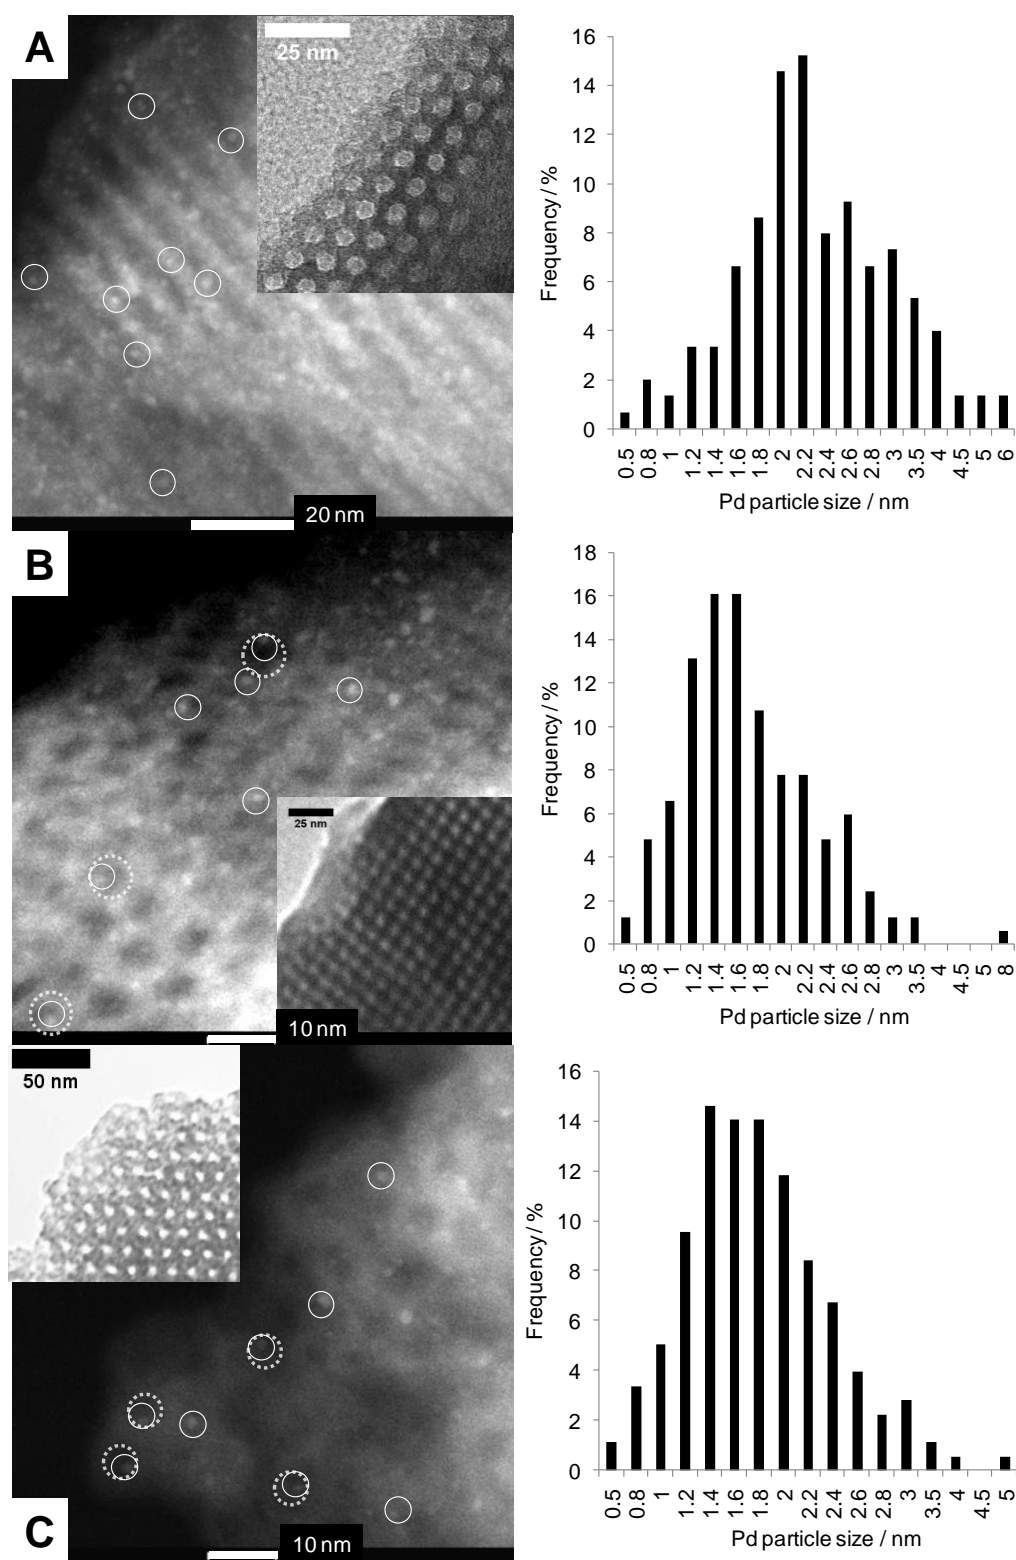 A
25 nm
20 nm
16
14
12
10
8
6
4
2
0
Frequency / %
0.5 0.8 1 1.2 1.4 1.6 1.8 2 2.2 2.4 2.6 2.8 3 3.5 4 4.5 5 6
Pd particle size / nm
B
25 nm
10 nm
18
16
14
12
10
8
6
4
2
0
Frequency / %
0.5 0.8 1 1.2 1.4 1.6 1.8 2 2.2 2.4 2.6 2.8 3 3.5 4 4.5 5 8
Pd particle size / nm
50 nm
C
10 nm
16
14
12
10
8
6
4
2
0
Frequency / %
0.5 0.8 1 1.2 1.4 1.6 1.8 2 2.2 2.4 2.6 2.8 3 3.5 4 4.5 5
Pd particle size / nm